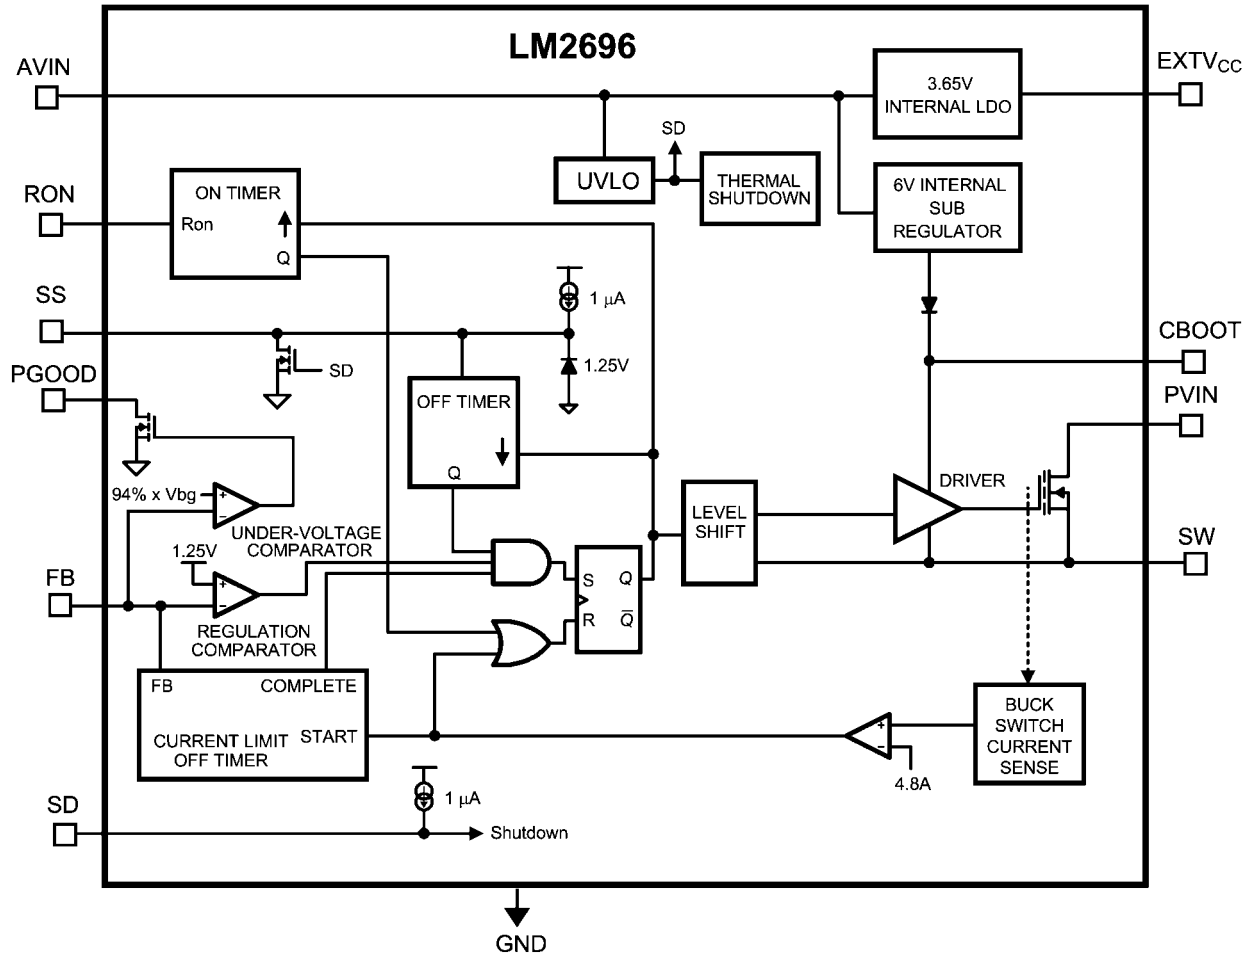 LM2696
AVIN
3.65V
INTERNAL LDO
EXTVCC
SD
UVLO
THERMAL
SHUTDOWN
6V INTERNAL
SUB
REGULATOR
RON
ON TIMER
Ron
Q
SS
1 µA
1.25V
SD
CBOOT
PGOOD
PVIN
OFF TIMER
Q
94% x Vbg
+
−
UNDER-VOLTAGE
COMPARATOR
LEVEL
SHIFT
DRIVER
SW
1.25V
+
−
FB
REGULATION
COMPARATOR
S
Q
R
Q̅
FB
COMPLETE
START
CURRENT LIMIT
OFF TIMER
+
−
4.8A
BUCK
SWITCH
CURRENT
SENSE
1 µA
SD
Shutdown
GND